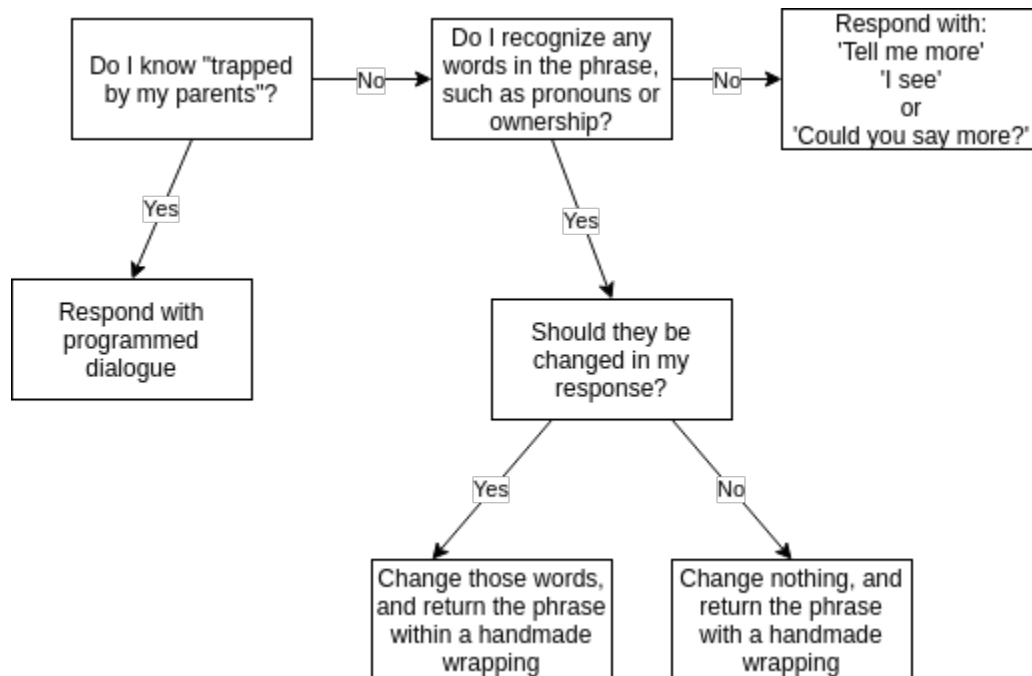 Do I know "trapped
by my parents"?
No
Do I recognize any
words in the phrase,
such as pronouns or
ownership?
No
Respond with:
'Tell me more'
'I see'
or
'Could you say more?'
Yes
Respond with
programmed
dialogue
Yes
Should they be
changed in my
response?
Yes
Change those words,
and return the phrase
within a handmade
wrapping
No
Change nothing, and
return the phrase
with a handmade
wrapping